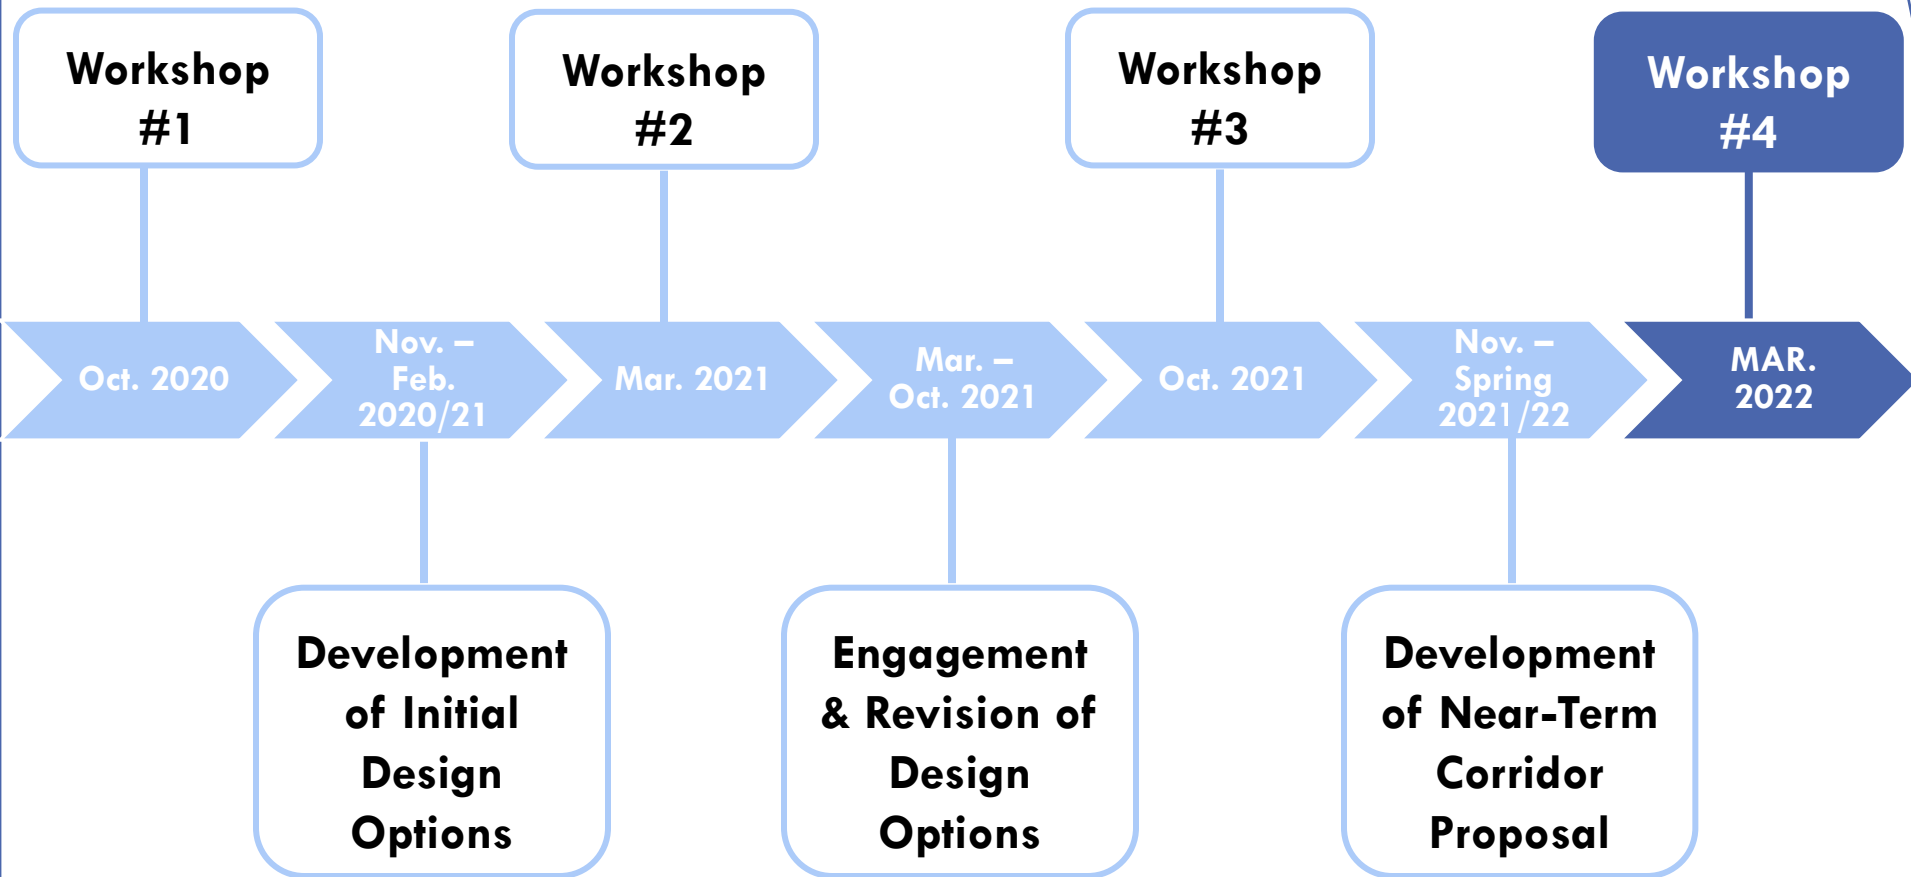 Workshop
#1
Workshop
#2
Workshop
#3
Workshop
#4
Oct. 2020
Nov. –
Feb.
2020/21
Mar. 2021
Mar. –
Oct. 2021
Oct. 2021
Nov. –
Spring
2021/22
MAR.
2022
Development
of Initial
Design
Options
Engagement
& Revision of
Design
Options
Development
of Near-Term
Corridor
Proposal